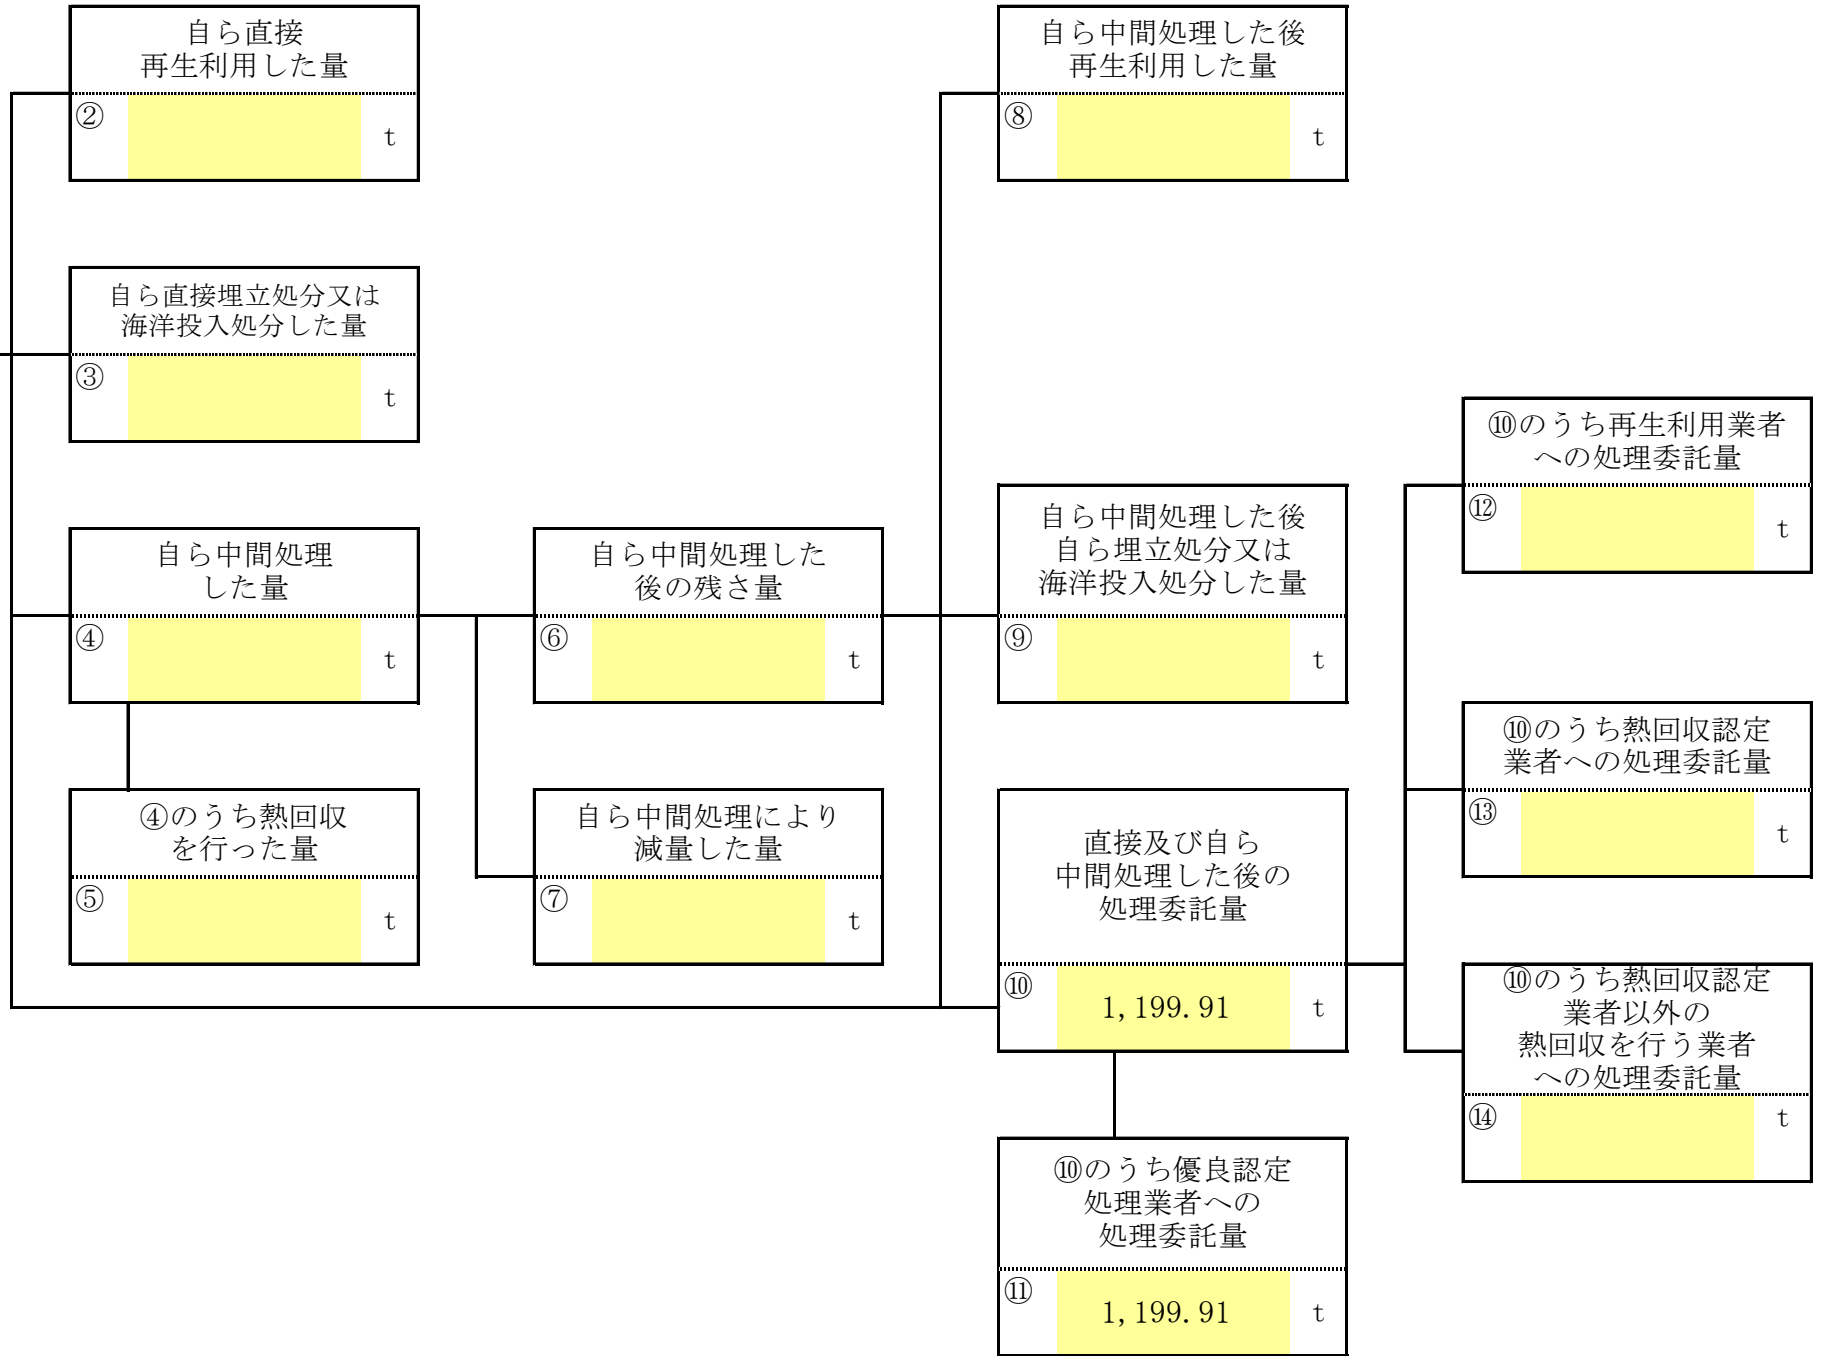 自ら直接
再生利用した量
②
t
自ら中間処理した後
再生利用した量
⑧
t
自ら直接埋立処分又は
海洋投入処分した量
③
t
⑩のうち再生利用業者
への処理委託量
⑫
t
自ら中間処理
した量
④
t
自ら中間処理した
後の残さ量
⑥
t
自ら中間処理した後
自ら埋立処分又は
海洋投入処分した量
⑨
t
⑩のうち熱回収認定
業者への処理委託量
⑬
t
④のうち熱回収
を行った量
⑤
t
自ら中間処理により
減量した量
⑦
t
直接及び自ら
中間処理した後の
処理委託量
⑩
1,199.91 t
⑩のうち熱回収認定
業者以外の
熱回収を行う業者
への処理委託量
⑭
t
⑩のうち優良認定
処理業者への
処理委託量
⑪
1,199.91 t